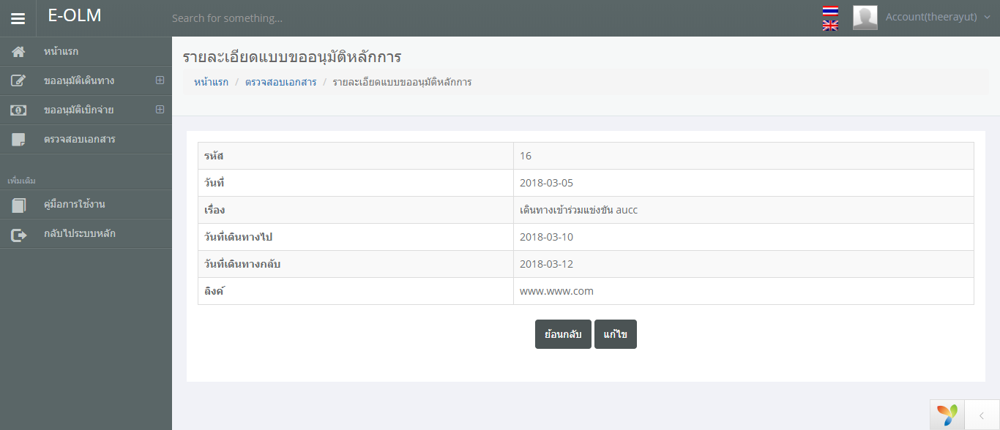 E-OLM
Search for something...
Account(theerayut)
หน้าแรก
ขออนุมัติเดินทาง
ขออนุมัติเบิกจ่าย
ตรวจสอบเอกสาร
เพิ่มเติม
คู่มือการใช้งาน
กลับไประบบหลัก
รายละเอียดแบบขออนุมัติหลักการ
หน้าแรก / ตรวจสอบเอกสาร / รายละเอียดแบบขออนุมัติหลักการ
รหัส 16
วันที่ 2018-03-05
เรื่อง เดินทางเข้าร่วมแข่งขัน aucc
วันที่เดินทางไป 2018-03-10
วันที่เดินทางกลับ 2018-03-12
ลิงค์ www.www.com
ย้อนกลับ แก้ไข